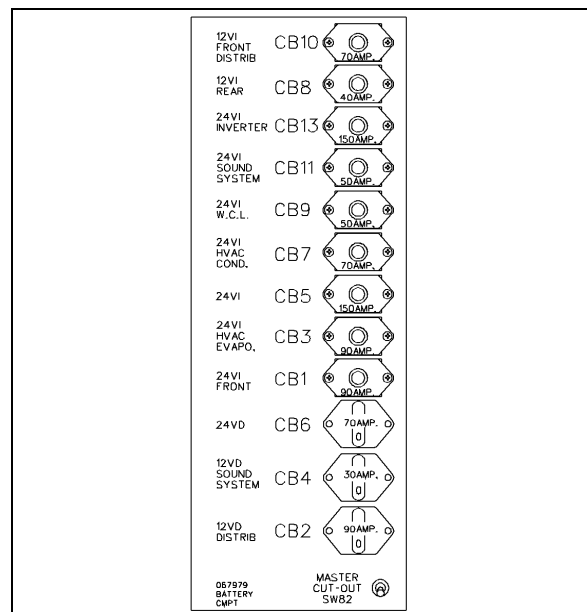 12VI
FRONT
DISTRIB
CB10
70AMP.
12VI
REAR
CB8
40AMP.
24VI
INVERTER
CB13
150AMP.
24VI
SOUND
SYSTEM
CB11
50AMP.
24VI
W.C.L.
CB9
50AMP.
24VI
HVAC
COND.
CB7
70AMP.
24VI
CB5
150AMP.
24VI
HVAC
EVAPO.
CB3
90AMP.
24VI
FRONT
CB1
90AMP.
24VD
CB6
70AMP.
12VD
SOUND
SYSTEM
CB4
30AMP.
12VD
DISTRIB
CB2
90AMP.
067979
BATTERY
CMPT
MASTER
CUT-OUT
SW82